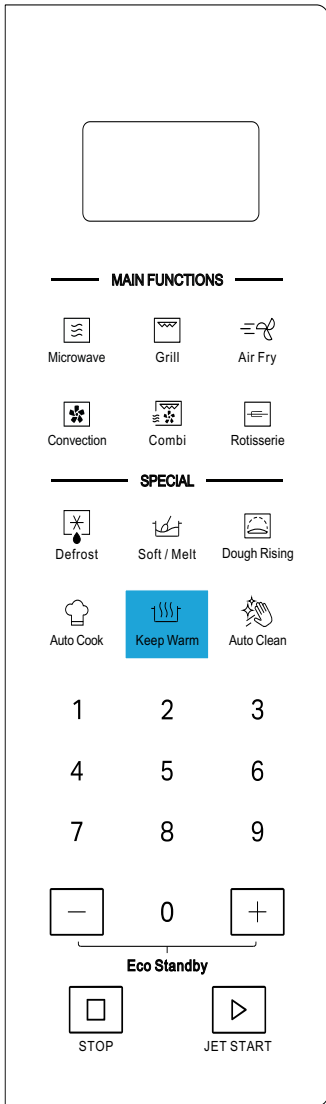 MAIN FUNCTIONS
Microwave Grill Air Fry
Convection Combi Rotisserie
SPECIAL
Defrost Soft / Melt Dough Rising
Auto Cook Keep Warm Auto Clean
1 2 3
4 5 6
7 8 9
− 0 +
Eco Standby
STOP JET START